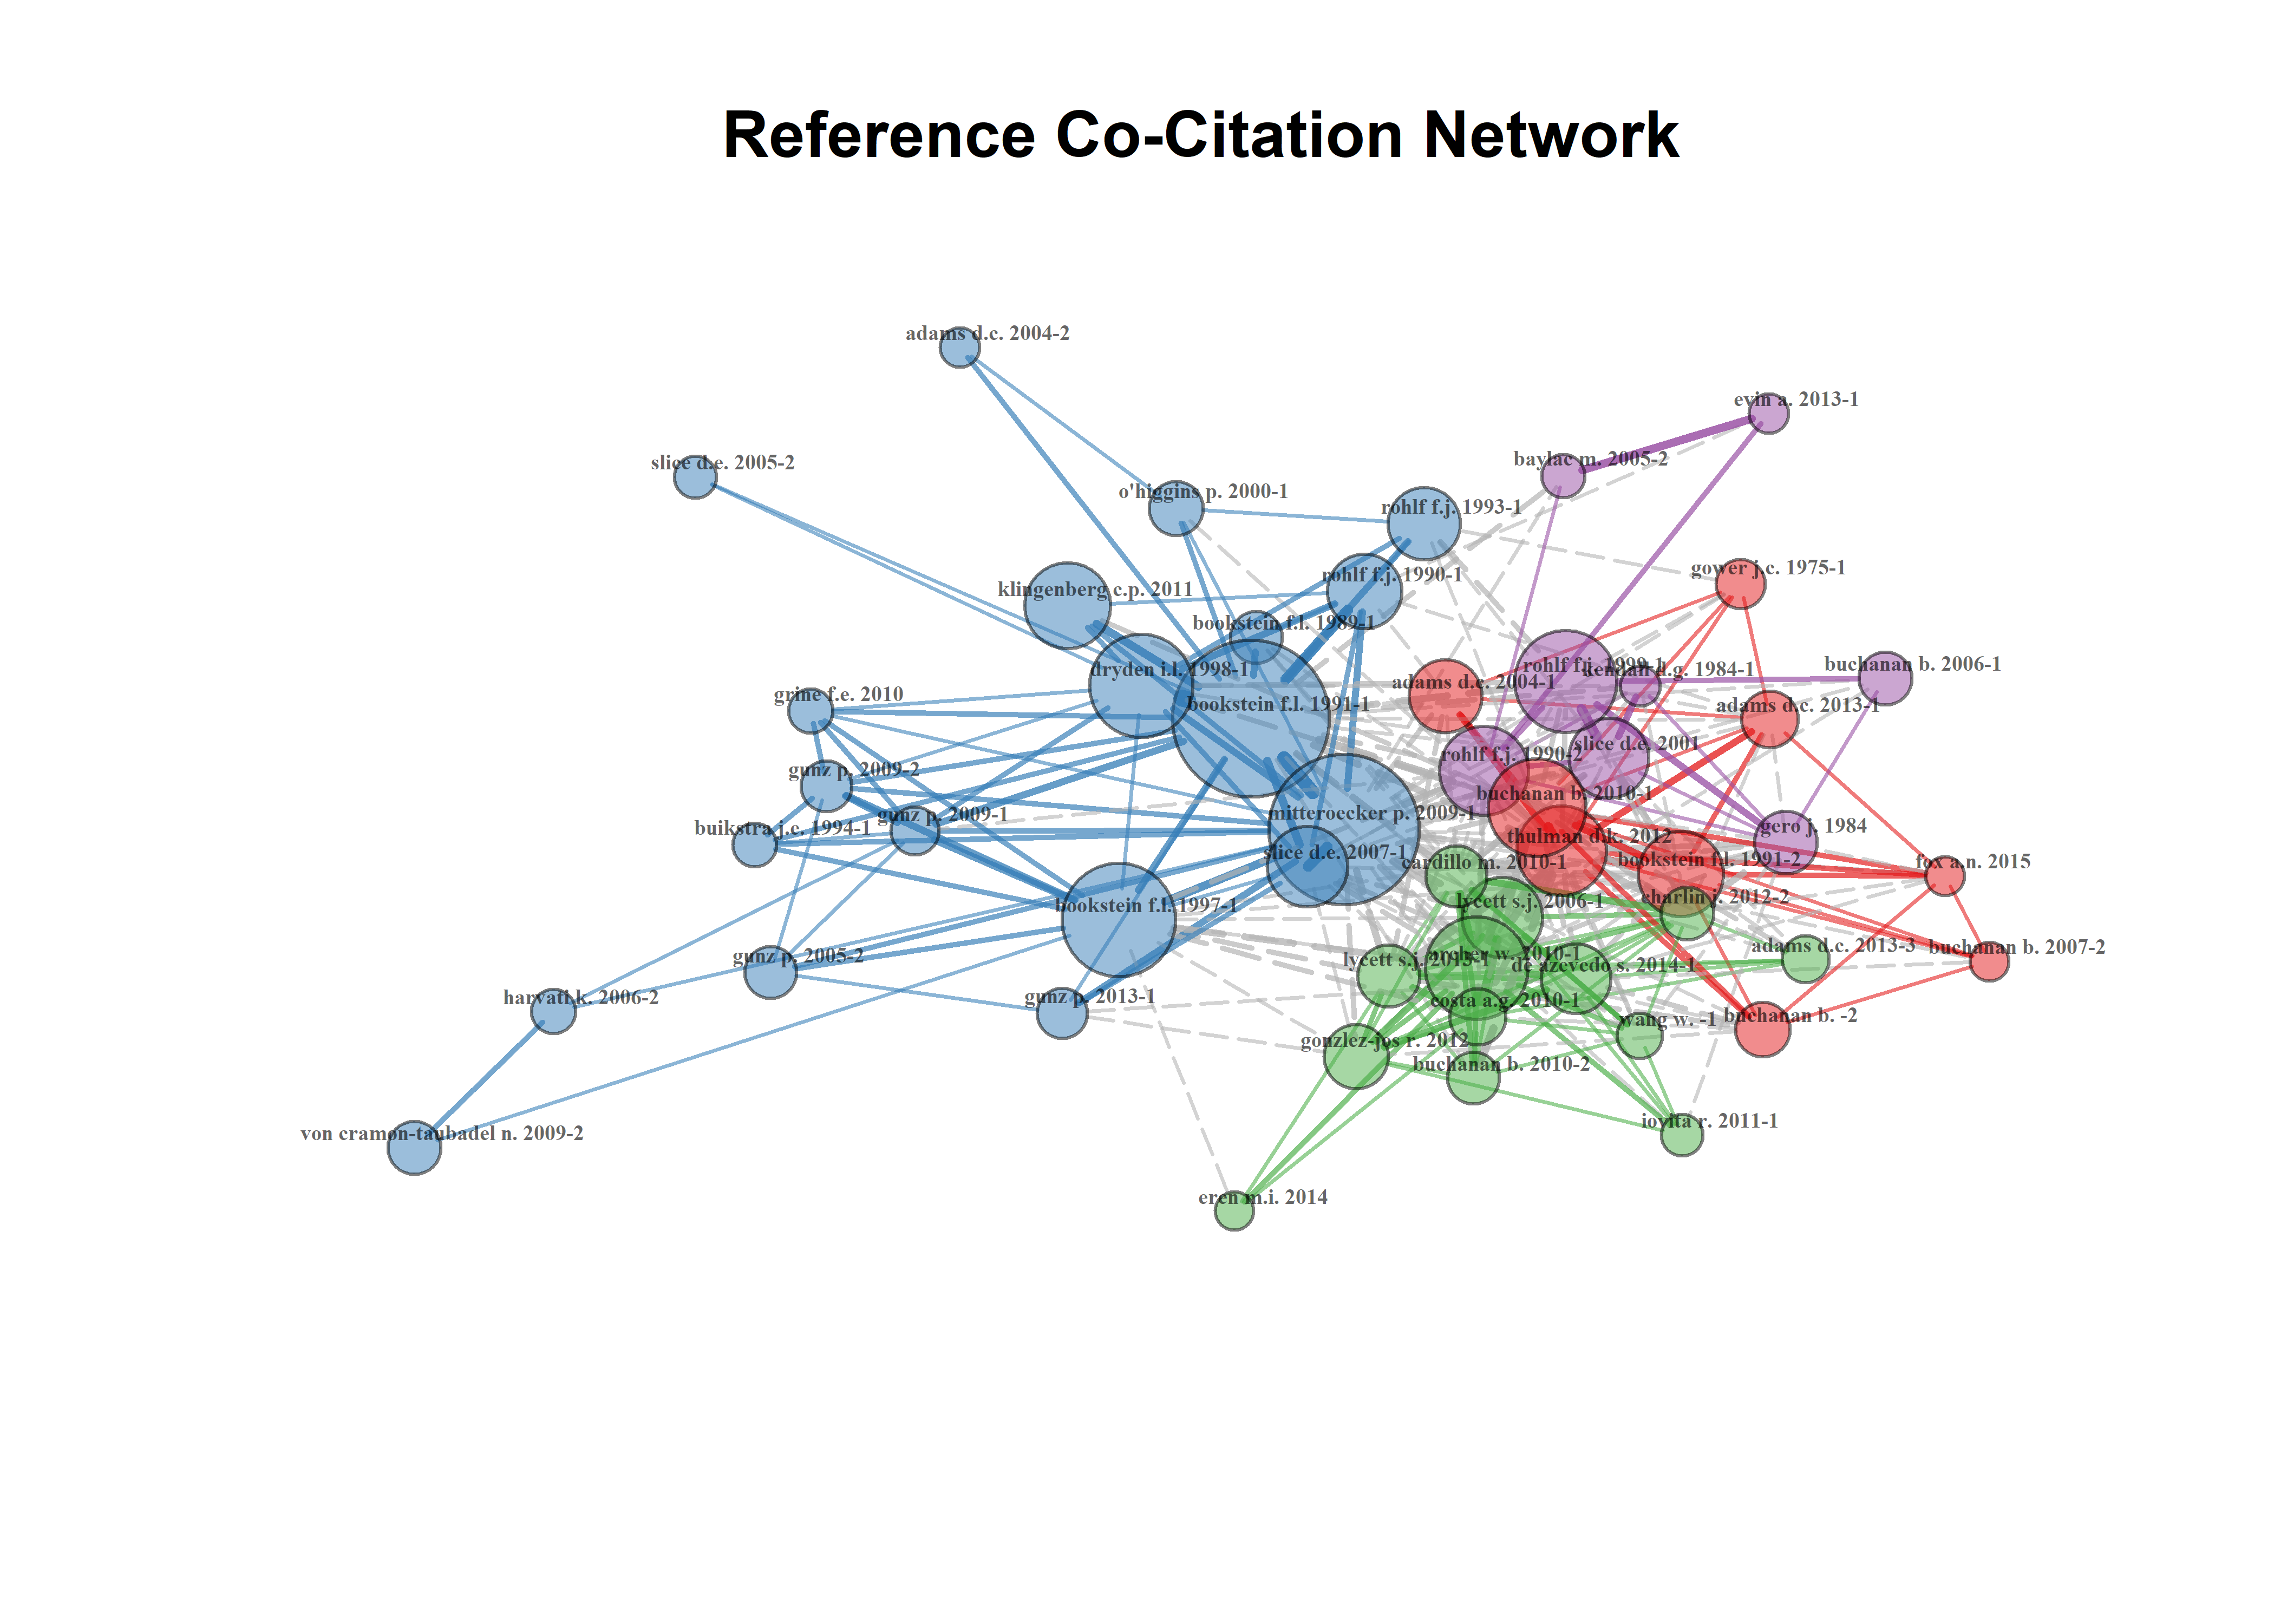 Reference Co-Citation Network
adams d.c. 2004-2
evin a. 2013-1
slice d.e. 2005-2
baylac m. 2005-2
o'higgins p. 2000-1
rohlf f.j. 1993-1
gower j.c. 1975-1
rohlf f.j. 1990-1
klingenberg c.p. 2011
bookstein f.l. 1989-1
dryden i.l. 1998-1
rohlf f.j. 1999-1
kendall d.g. 1984-1
buchanan b. 2006-1
adams d.c. 2004-1
grine f.e. 2010
bookstein f.l. 1991-1
adams d.c. 2013-1
slice d.e. 2001
rohlf f.j. 1990-2
gunz p. 2009-2
buchanan b. 2010-1
gunz p. 2009-1
mitteroecker p. 2009-1
buikstra j.e. 1994-1
gero j. 1984
thulman d.k. 2012
slice d.e. 2007-1
cardillo m. 2010-1
bookstein f.l. 1991-2
fox a.n. 2015
charlin j. 2012-2
bookstein f.l. 1997-1
lycett s.j. 2006-1
adams d.c. 2013-3
buchanan b. 2007-2
gunz p. 2005-2
lycett s.j. 2013-1
archer w. 2010-1
de azevedo s. 2014-1
harvati k. 2006-2
gunz p. 2013-1
costa a.g. 2010-1
wang w. -1
buchanan b. -2
gonzlez-jos r. 2012
buchanan b. 2010-2
iovita r. 2011-1
von cramon-taubadel n. 2009-2
eren m.i. 2014